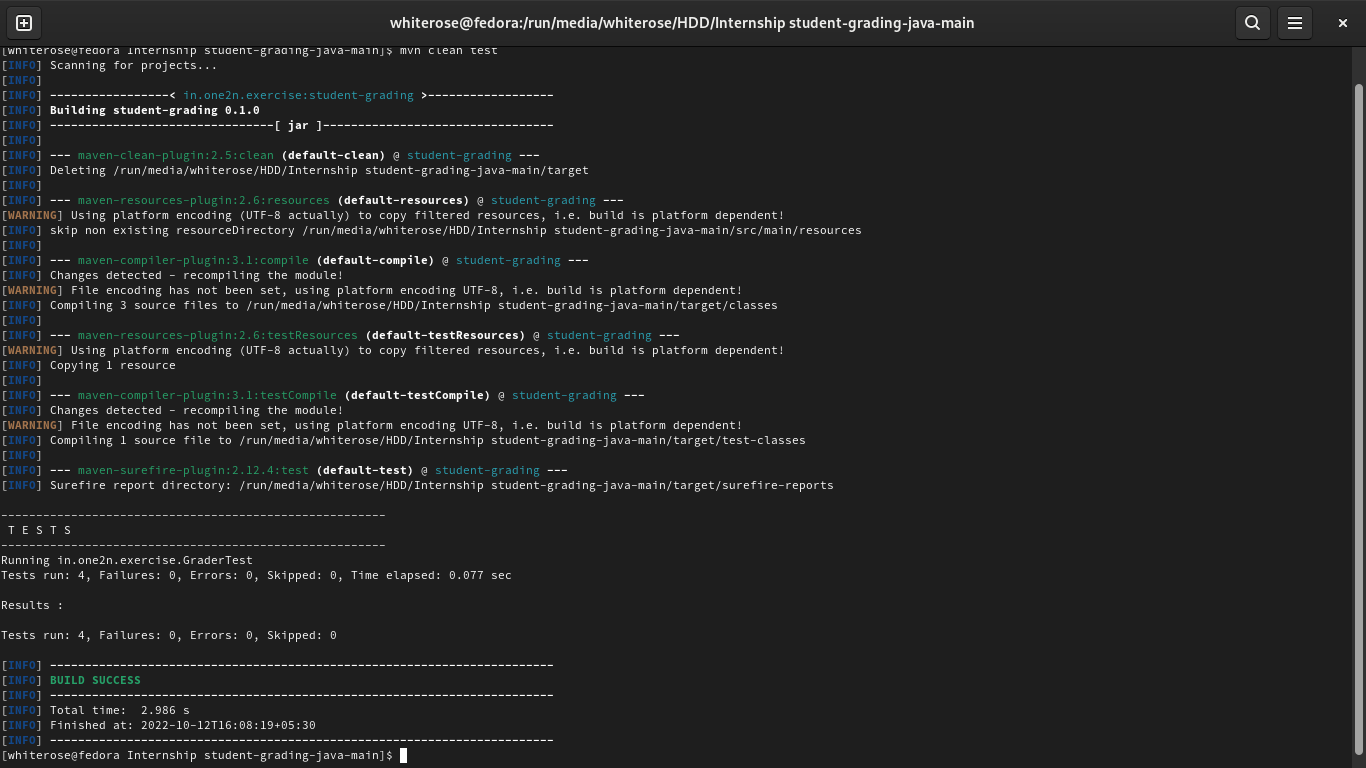 whiterose@fedora:/run/media/whiterose/HDD/Internship student-grading-java-main
[whiterose@fedora Internship student-grading-java-main]$ mvn clean test
[INFO] Scanning for projects...
[INFO]
[INFO] -----------------< in.one2n.exercise:student-grading >------------------
[INFO] Building student-grading 0.1.0
[INFO] --------------------------------[ jar ]---------------------------------
[INFO]
[INFO] --- maven-clean-plugin:2.5:clean (default-clean) @ student-grading ---
[INFO] Deleting /run/media/whiterose/HDD/Internship student-grading-java-main/target
[INFO]
[INFO] --- maven-resources-plugin:2.6:resources (default-resources) @ student-grading ---
[WARNING] Using platform encoding (UTF-8 actually) to copy filtered resources, i.e. build is platform dependent!
[INFO] skip non existing resourceDirectory /run/media/whiterose/HDD/Internship student-grading-java-main/src/main/resources
[INFO]
[INFO] --- maven-compiler-plugin:3.1:compile (default-compile) @ student-grading ---
[INFO] Changes detected - recompiling the module!
[WARNING] File encoding has not been set, using platform encoding UTF-8, i.e. build is platform dependent!
[INFO] Compiling 3 source files to /run/media/whiterose/HDD/Internship student-grading-java-main/target/classes
[INFO]
[INFO] --- maven-resources-plugin:2.6:testResources (default-testResources) @ student-grading ---
[WARNING] Using platform encoding (UTF-8 actually) to copy filtered resources, i.e. build is platform dependent!
[INFO] Copying 1 resource
[INFO]
[INFO] --- maven-compiler-plugin:3.1:testCompile (default-testCompile) @ student-grading ---
[INFO] Changes detected - recompiling the module!
[WARNING] File encoding has not been set, using platform encoding UTF-8, i.e. build is platform dependent!
[INFO] Compiling 1 source file to /run/media/whiterose/HDD/Internship student-grading-java-main/target/test-classes
[INFO]
[INFO] --- maven-surefire-plugin:2.12.4:test (default-test) @ student-grading ---
[INFO] Surefire report directory: /run/media/whiterose/HDD/Internship student-grading-java-main/target/surefire-reports
-------------------------------------------------------
T E S T S
-------------------------------------------------------
Running in.one2n.exercise.GraderTest
Tests run: 4, Failures: 0, Errors: 0, Skipped: 0, Time elapsed: 0.077 sec
Results :
Tests run: 4, Failures: 0, Errors: 0, Skipped: 0
[INFO] ------------------------------------------------------------------------
[INFO] BUILD SUCCESS
[INFO] ------------------------------------------------------------------------
[INFO] Total time:  2.986 s
[INFO] Finished at: 2022-10-12T16:08:19+05:30
[INFO] ------------------------------------------------------------------------
[whiterose@fedora Internship student-grading-java-main]$